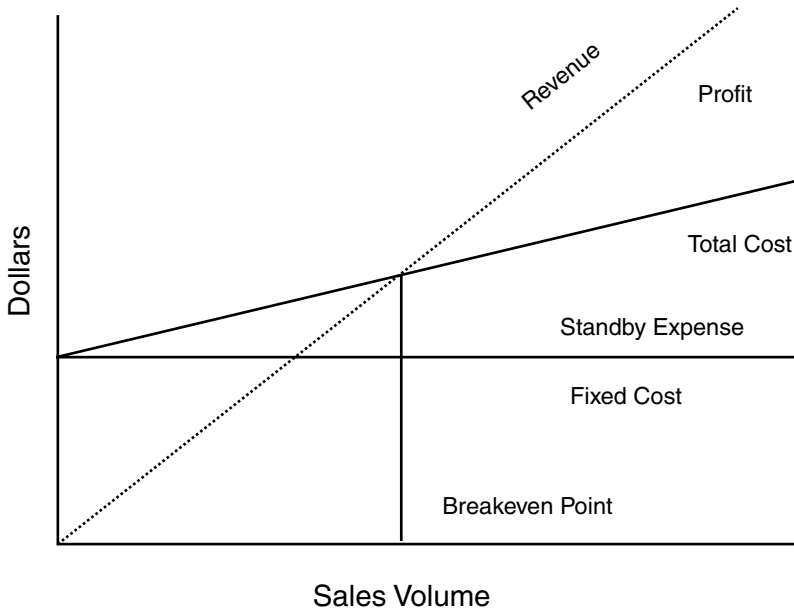 Revenue
Profit
Dollars
Total Cost
Standby Expense
Fixed Cost
Breakeven Point
Sales Volume